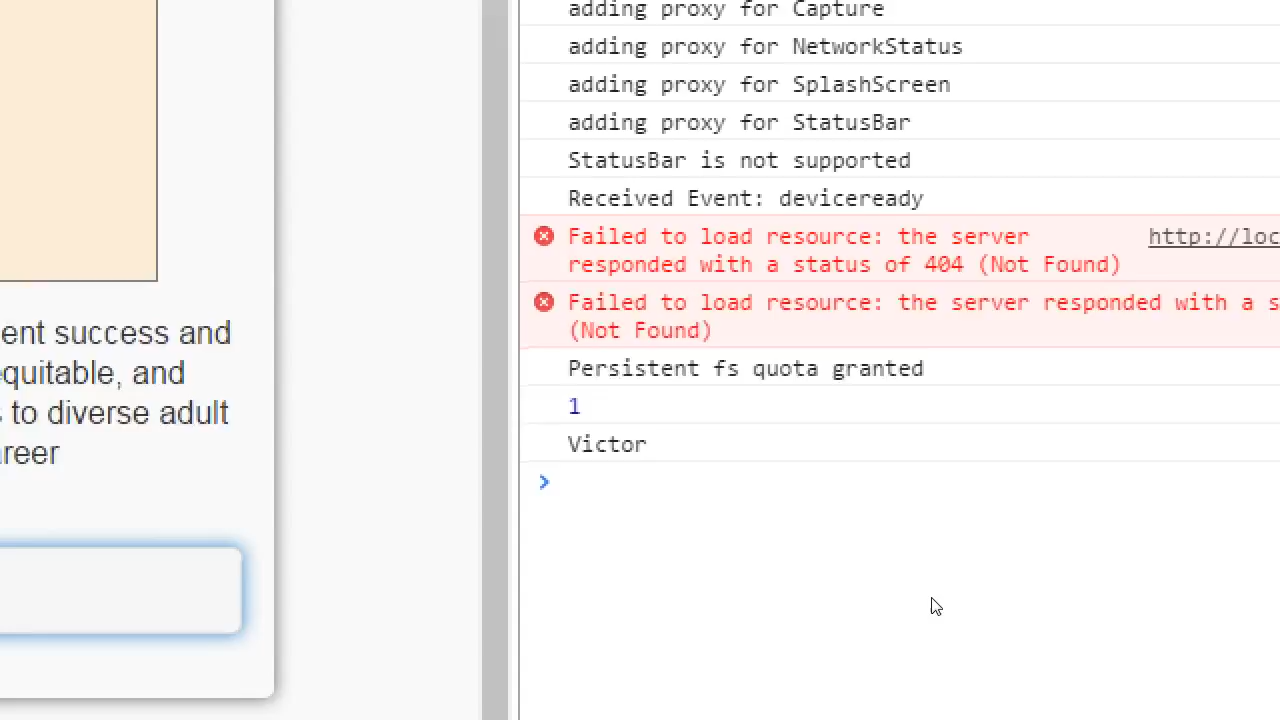 ent success and
equitable, and
s to diverse adult
areer
adding proxy for Capture
adding proxy for NetworkStatus
adding proxy for SplashScreen
adding proxy for StatusBar
StatusBar is not supported
Received Event: deviceready
Failed to load resource: the server http://loc
responded with a status of 404 (Not Found)
Failed to load resource: the server responded with a s
(Not Found)
Persistent fs quota granted
1
Victor